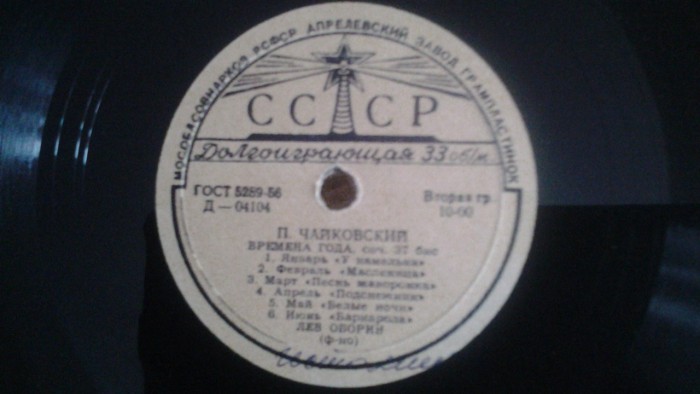 МОСОБЛСОВНАРХОЗ РСФСР АПРЕЛЕВСКИЙ ЗАВОД ГРАМПЛАСТИНОК
СССР
Долгоиграющая 33 об/м
ГОСТ 5289-56
Д — 04104
Вторая гр.
10-00
П. ЧАЙКОВСКИЙ
ВРЕМЕНА ГОДА, соч. 37 бис
1. Январь «У камелька»
2. Февраль «Масляница»
3. Март «Песнь жаворонка»
4. Апрель «Подснежник»
5. Май «Белые ночи»
6. Июнь «Баркарола»
ЛЕВ ОБОРИН
(ф-но)